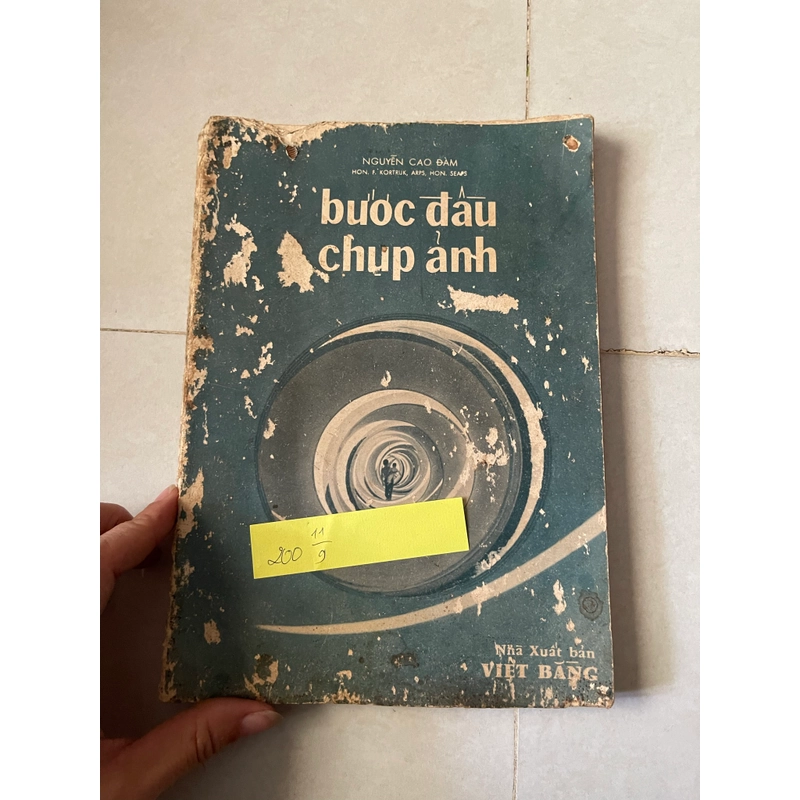 NGUYỄN CAO ĐÀM
HON. F. KORTRUK, ARPS, HON. SEAPS
bước đầu
chụp ảnh
200 11/9
Nhà Xuất bản
VIỆT BẰNG